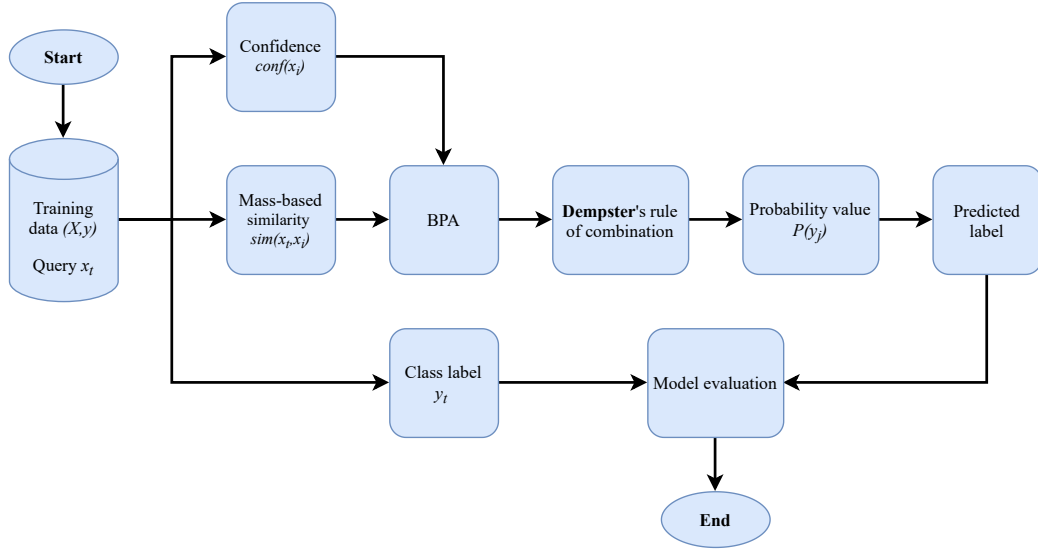 Start
Training
data (X,y)
Query xₜ
Confidence
conf(xᵢ)
Mass-based
similarity
sim(xₜ,xᵢ)
BPA
Dempster's rule
of combination
Probability value
P(yⱼ)
Predicted
label
Class label
yₜ
Model evaluation
End